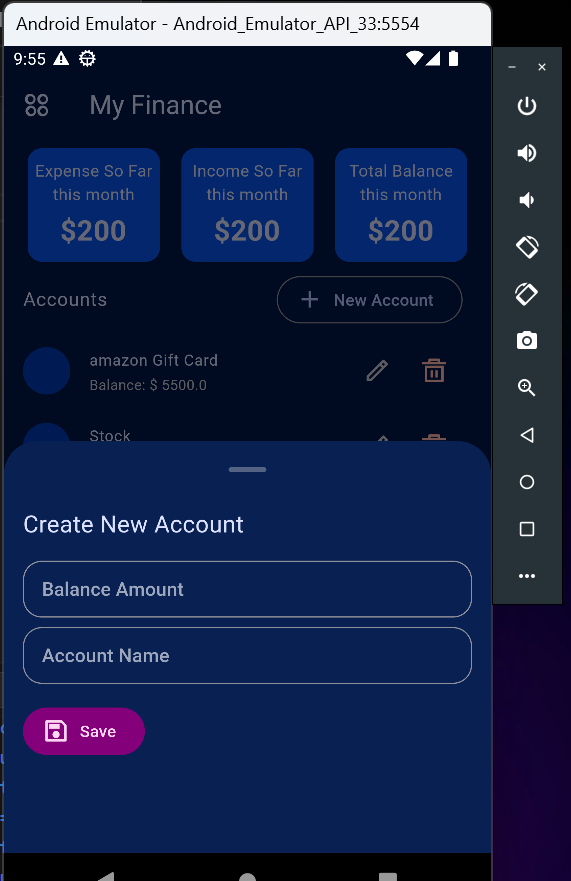 Android Emulator - Android_Emulator_API_33:5554
9:55
My Finance
Expense So Far
this month
$200
Income So Far
this month
$200
Total Balance
this month
$200
Accounts
New Account
amazon Gift Card
Balance: $ 5500.0
Stock
Create New Account
Balance Amount
Account Name
Save